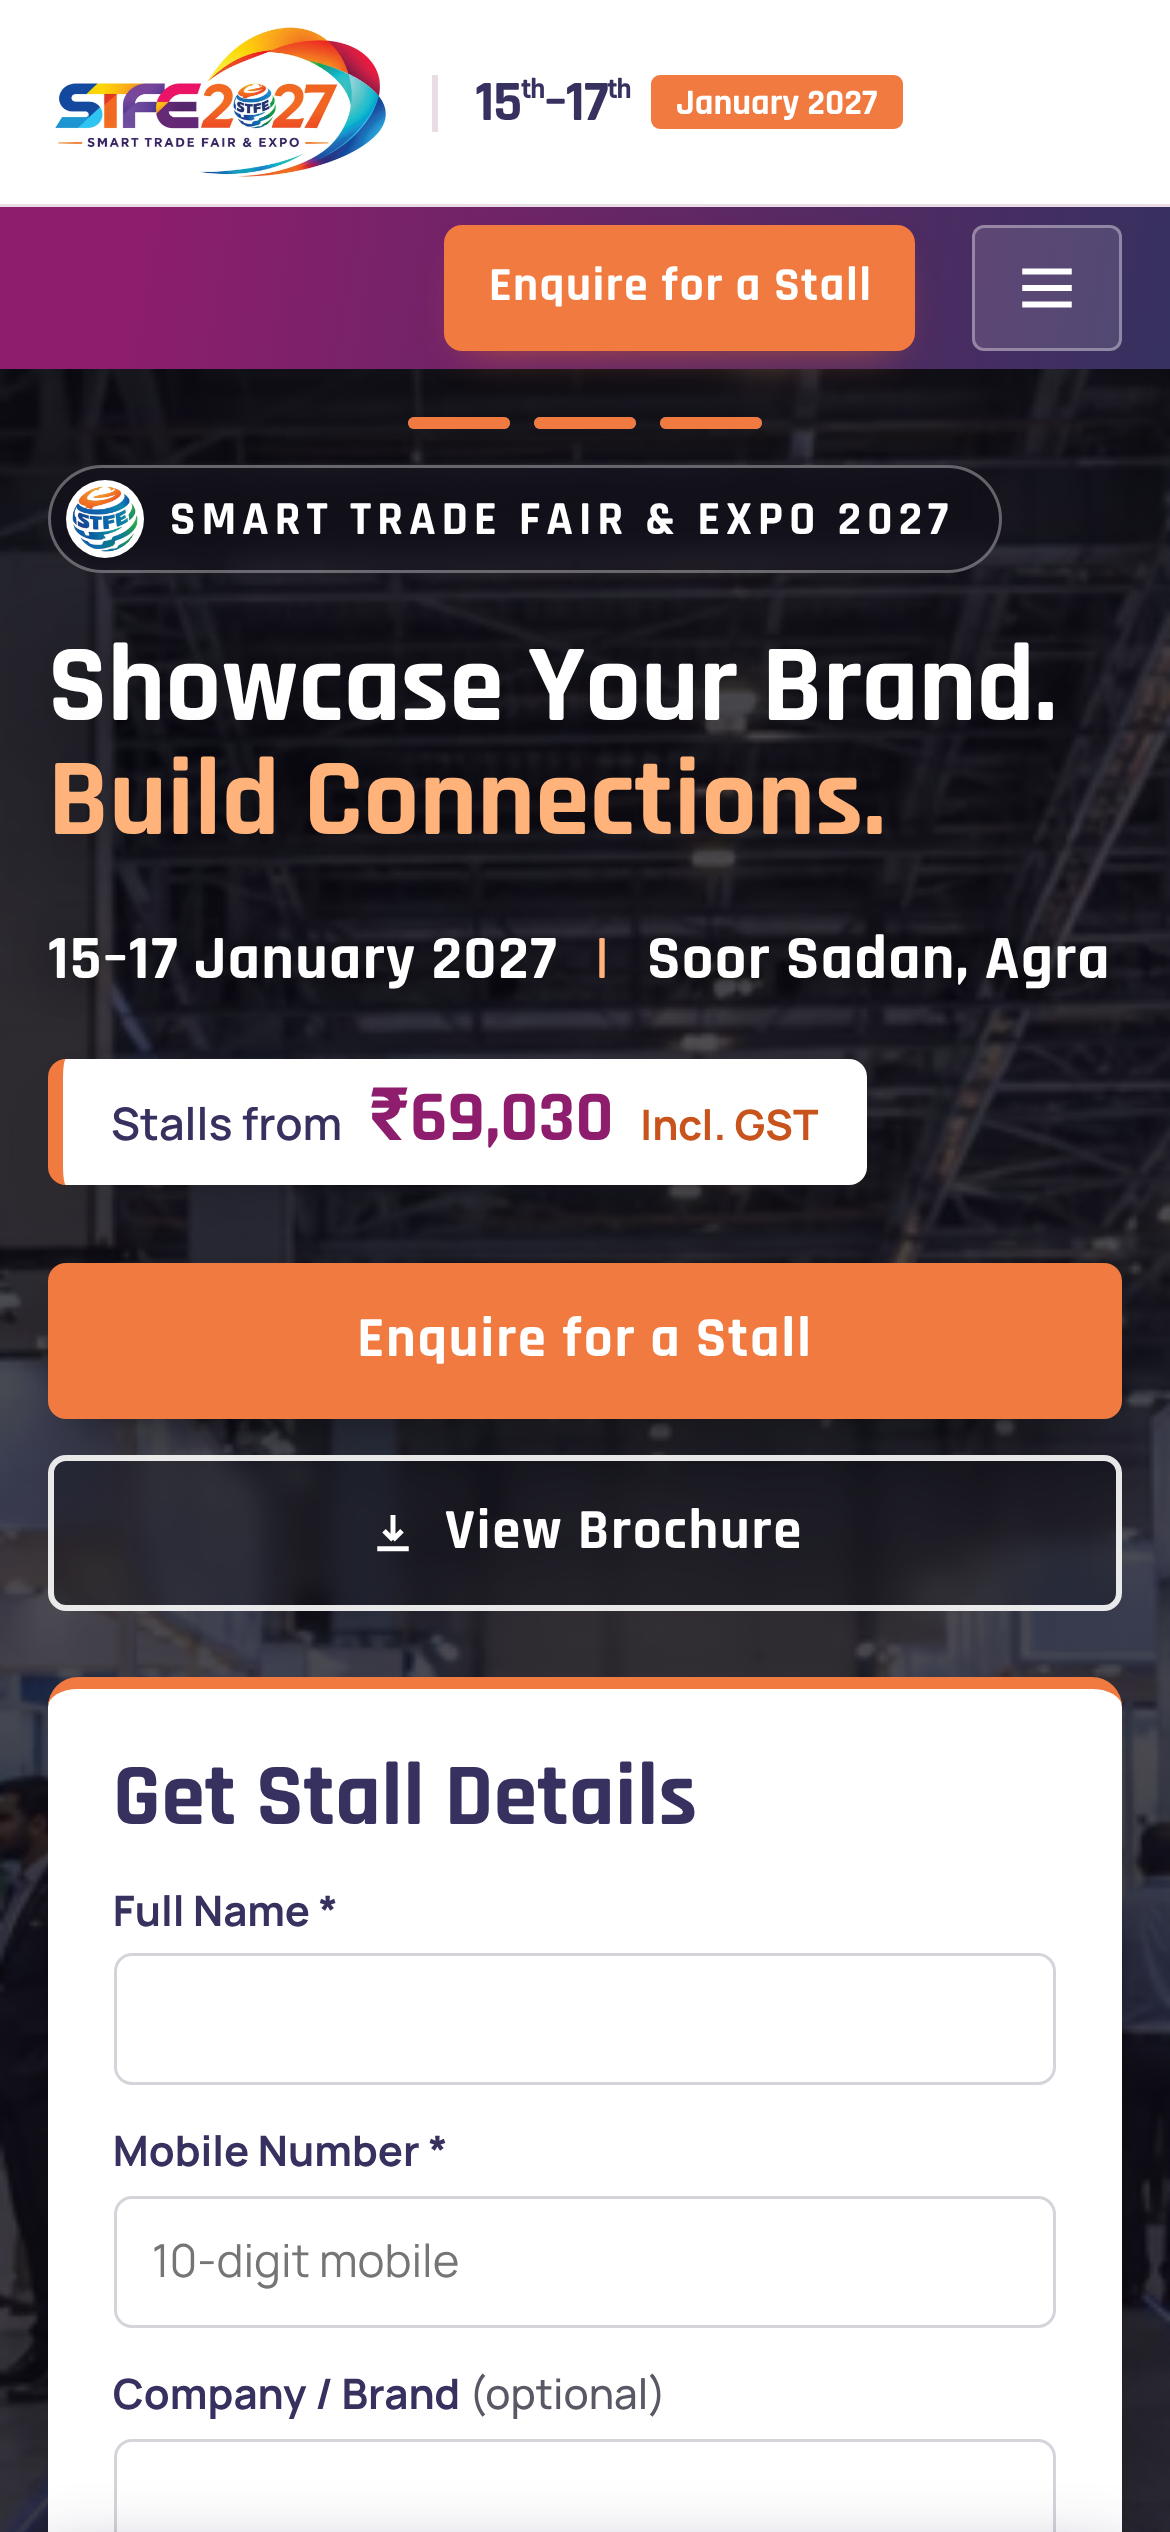 STFE2027
STFE
SMART TRADE FAIR & EXPO
15th–17th January 2027
Enquire for a Stall
STFE
SMART TRADE FAIR & EXPO 2027
Showcase Your Brand.
Build Connections.
15–17 January 2027 | Soor Sadan, Agra
Stalls from ₹69,030 Incl. GST
Enquire for a Stall
View Brochure
Get Stall Details
Full Name *
Mobile Number *
10-digit mobile
Company / Brand (optional)